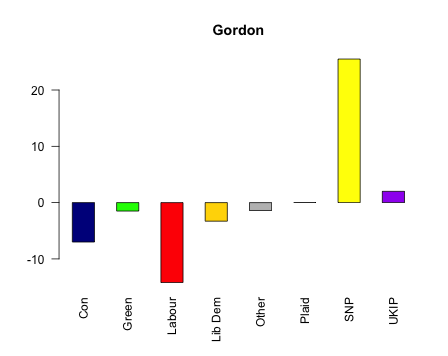 Gordon
20
10
0
-10
Con
Green
Labour
Lib Dem
Other
Plaid
SNP
UKIP